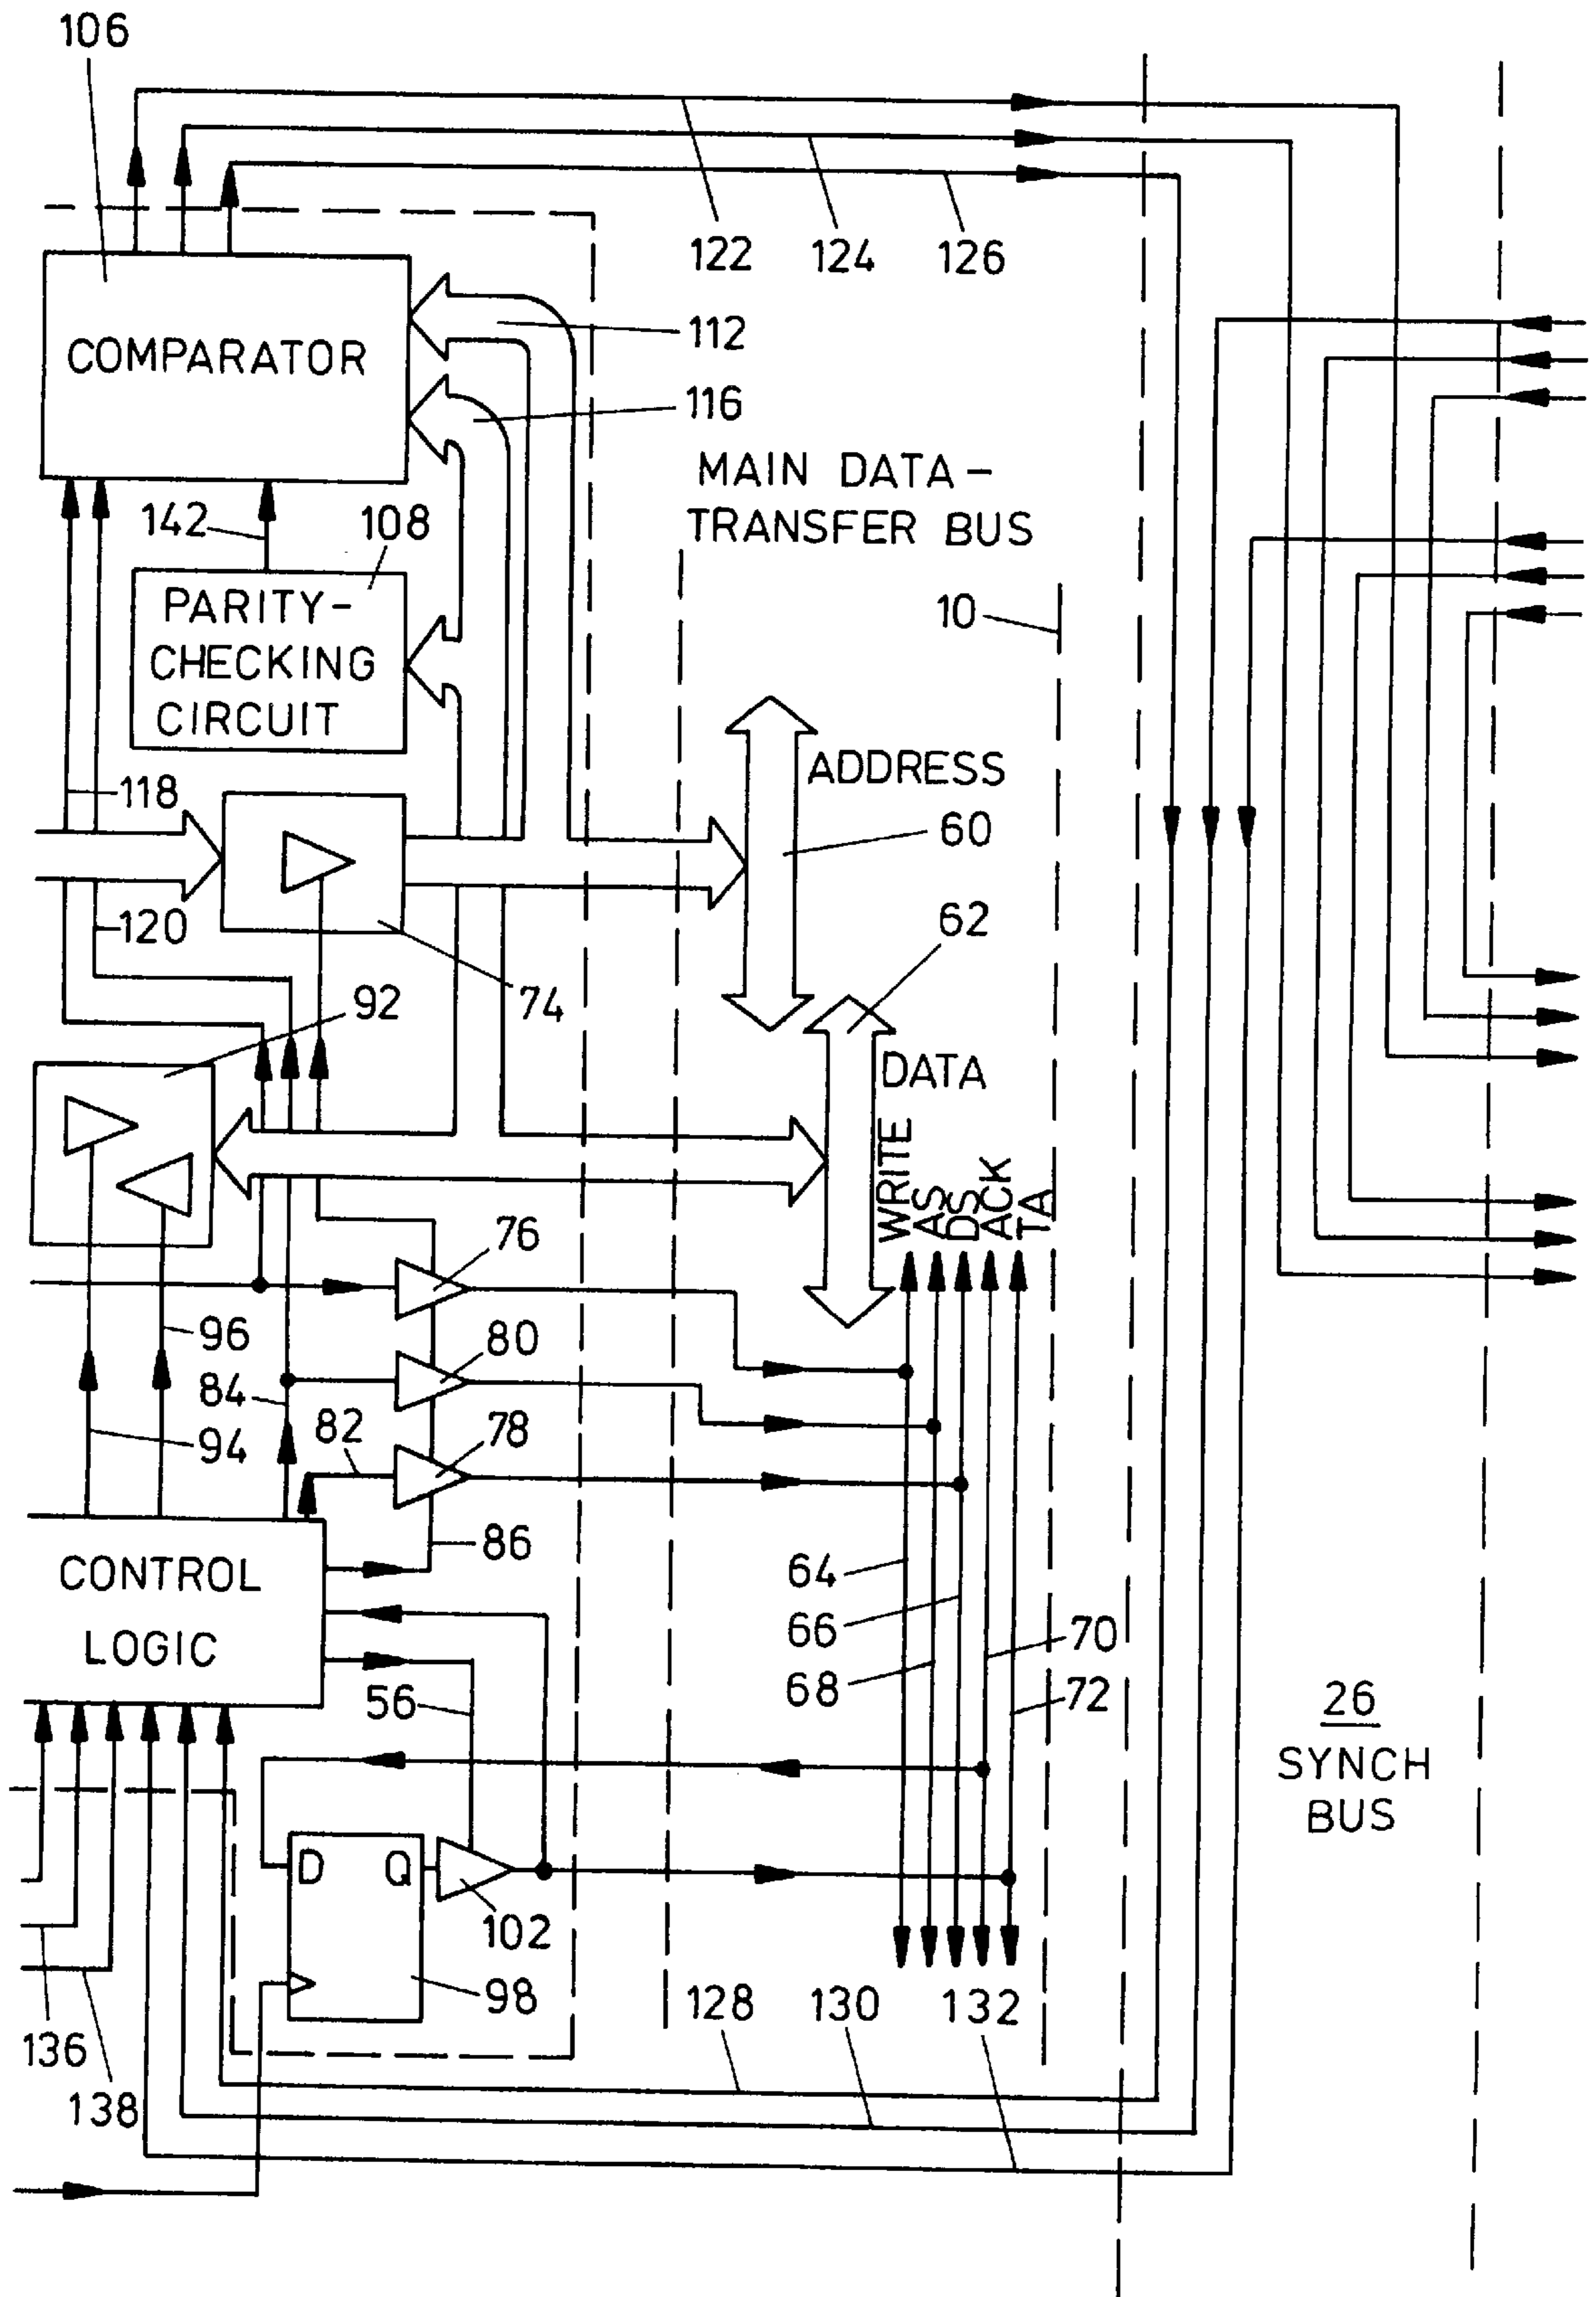 106
122
124
126
COMPARATOR
112
116
MAIN DATA-
TRANSFER BUS
142
108
PARITY-
CHECKING
CIRCUIT
10
118
ADDRESS
60
120
74
62
92
DATA
WRITE
AS
DS
ACK
TA
76
96
80
84
82
78
94
86
CONTROL
LOGIC
64
66
68
70
72
56
26
SYNCH
BUS
D
Q
102
98
136
138
128
130
132